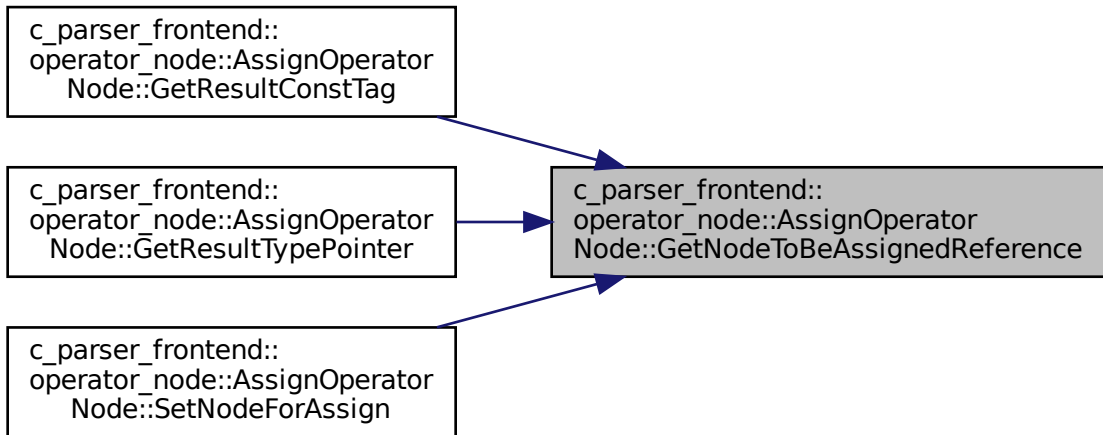 c_parser_frontend::
operator_node::AssignOperator
Node::GetResultConstTag
c_parser_frontend::
operator_node::AssignOperator
Node::GetResultTypePointer
c_parser_frontend::
operator_node::AssignOperator
Node::SetNodeForAssign
c_parser_frontend::
operator_node::AssignOperator
Node::GetNodeToBeAssignedReference